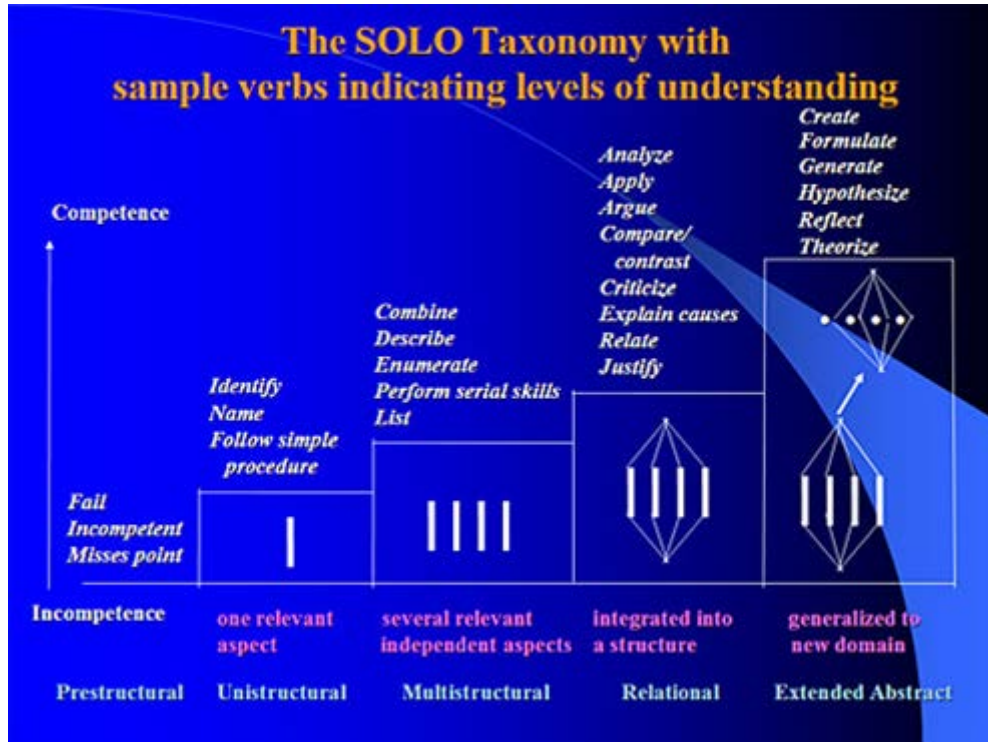 The SOLO Taxonomy with
sample verbs indicating levels of understanding
Competence
Incompetence
Fail
Incompetent
Misses point
Identify
Name
Follow simple
procedure
Combine
Describe
Enumerate
Perform serial skills
List
Analyze
Apply
Argue
Compare/
contrast
Criticize
Explain causes
Relate
Justify
Create
Formulate
Generate
Hypothesize
Reflect
Theorize
one relevant
aspect
several relevant
independent aspects
integrated into
a structure
generalized to
new domain
Prestructural
Unistructural
Multistructural
Relational
Extended Abstract